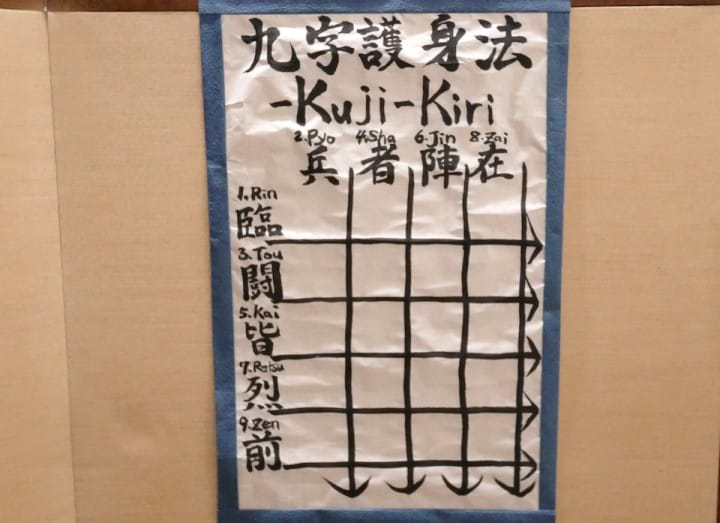 九字護身法
-Kuji-Kiri
2.Pyo 4.Sha 6.Jin 8.Zai
兵 者 陣 在
1.Rin
臨
3.Tou
闘
5.Kai
皆
7.Retsu
烈
9.Zen
前